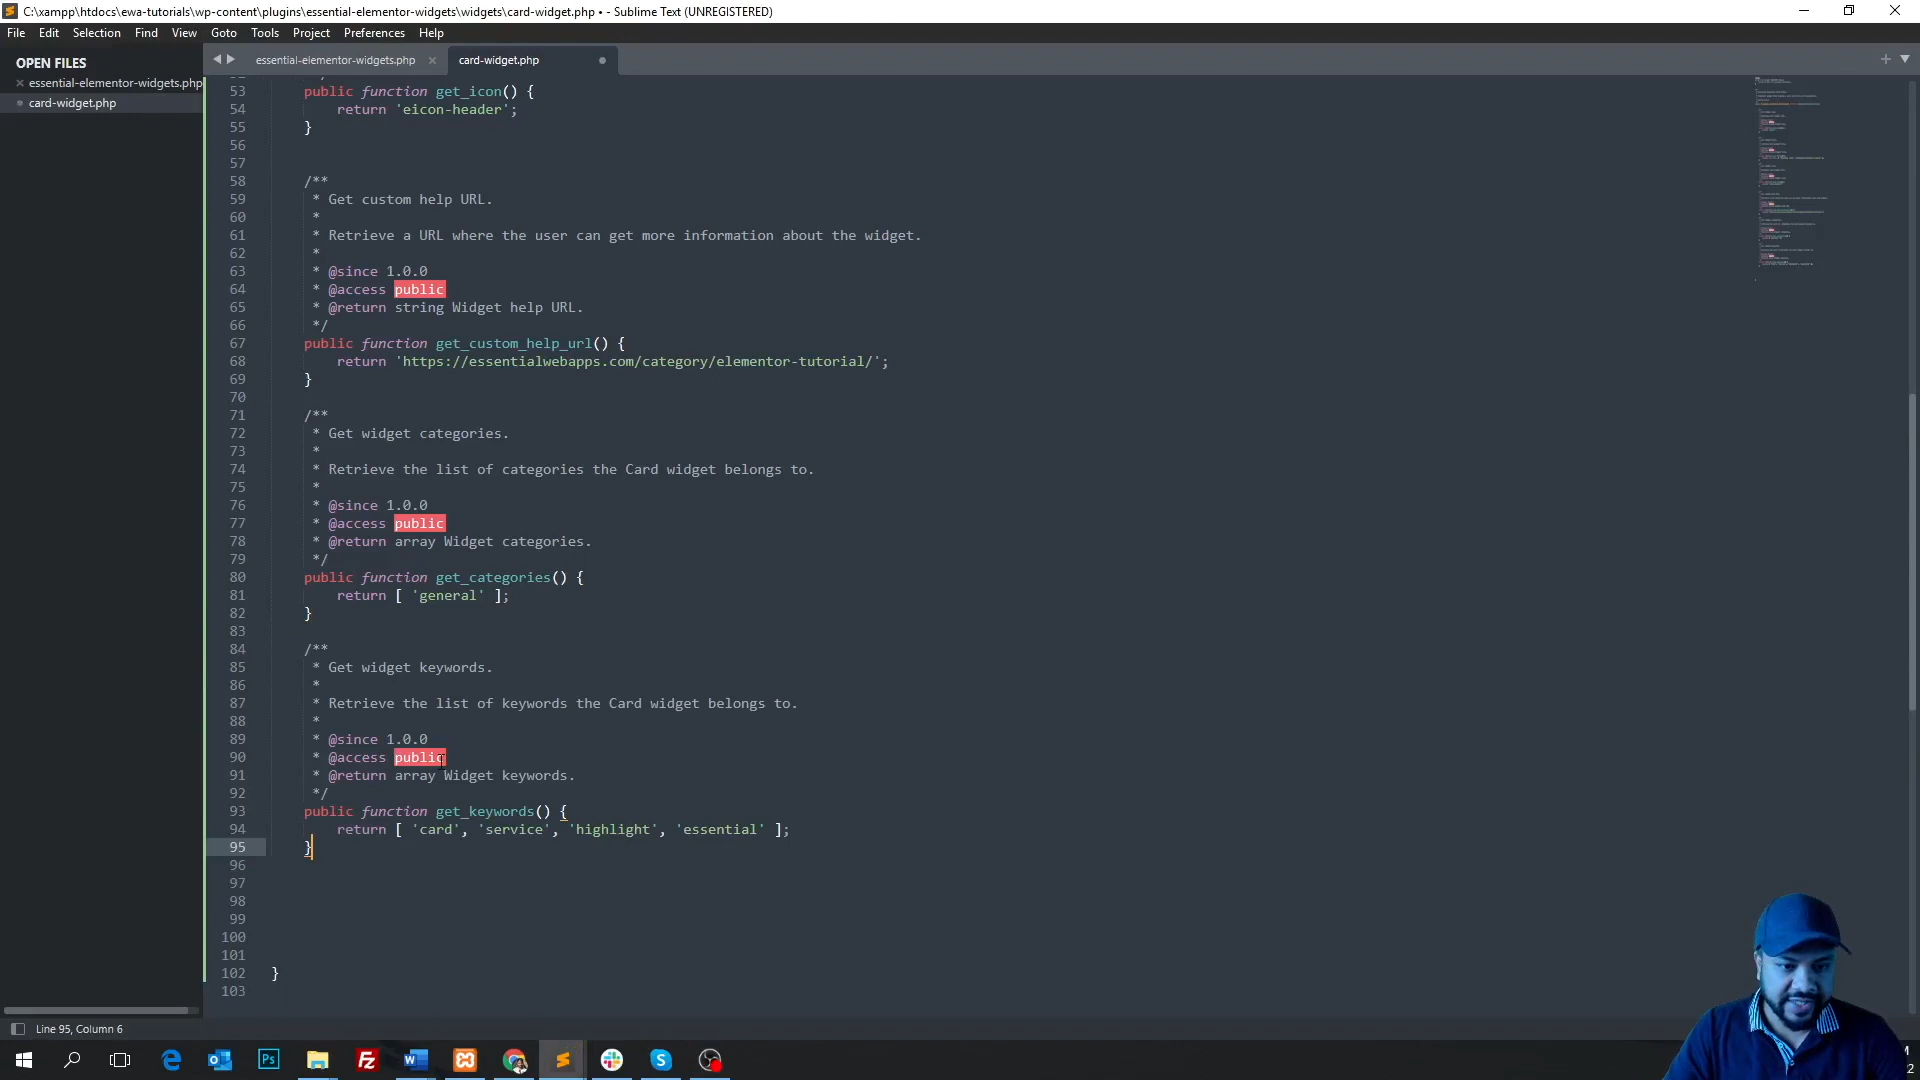 C:\xampp\htdocs\ewa-tutorials\wp-content\plugins\essential-elementor-widgets\widgets\card-widget.php • - Sublime Text (UNREGISTERED)
File Edit Selection Find View Goto Tools Project Preferences Help
OPEN FILES
essential-elementor-widgets.php
card-widget.php
essential-elementor-widgets.php
card-widget.php
53 public function get_icon() {
54 return 'eicon-header';
55 }
56
57
58 /**
59 * Get custom help URL.
60 *
61 * Retrieve a URL where the user can get more information about the widget.
62 *
63 * @since 1.0.0
64 * @access public
65 * @return string Widget help URL.
66 */
67 public function get_custom_help_url() {
68 return 'https://essentialwebapps.com/category/elementor-tutorial/';
69 }
70
71 /**
72 * Get widget categories.
73 *
74 * Retrieve the list of categories the Card widget belongs to.
75 *
76 * @since 1.0.0
77 * @access public
78 * @return array Widget categories.
79 */
80 public function get_categories() {
81 return [ 'general' ];
82 }
83
84 /**
85 * Get widget keywords.
86 *
87 * Retrieve the list of keywords the Card widget belongs to.
88 *
89 * @since 1.0.0
90 * @access public
91 * @return array Widget keywords.
92 */
93 public function get_keywords() {
94 return [ 'card', 'service', 'highlight', 'essential' ];
95 }
96
97
98
99
100
101
102 }
103
Line 95, Column 6